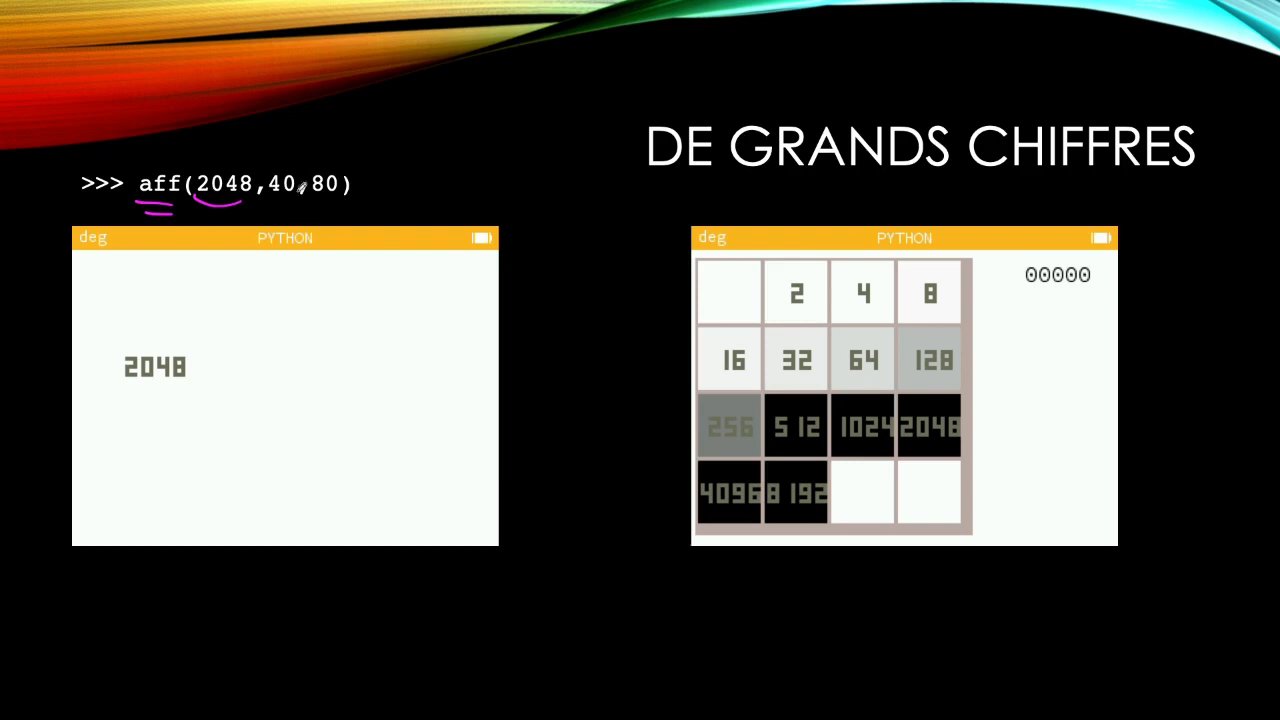 DE GRANDS CHIFFRES
>>> aff(2048,40,80)
deg PYTHON
2048
deg PYTHON
00000
2 4 8
16 32 64 128
256 512 1024 2048
4096 8192